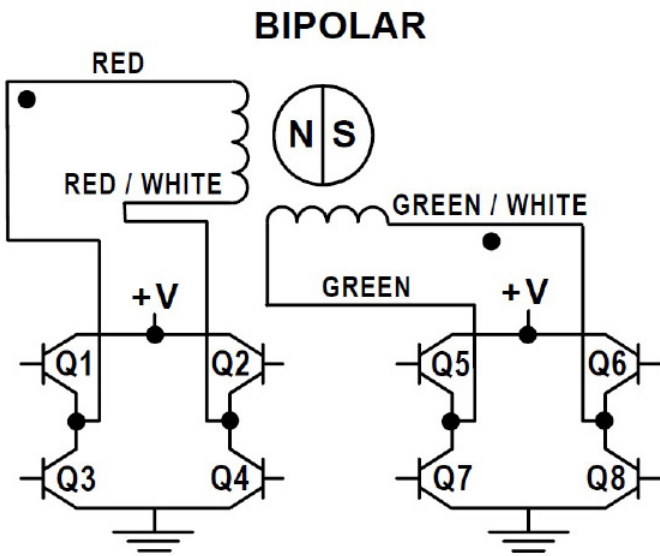 BIPOLAR
RED
N S
RED / WHITE
GREEN / WHITE
GREEN
+V
+V
Q1 Q2 Q5 Q6
Q3 Q4 Q7 Q8